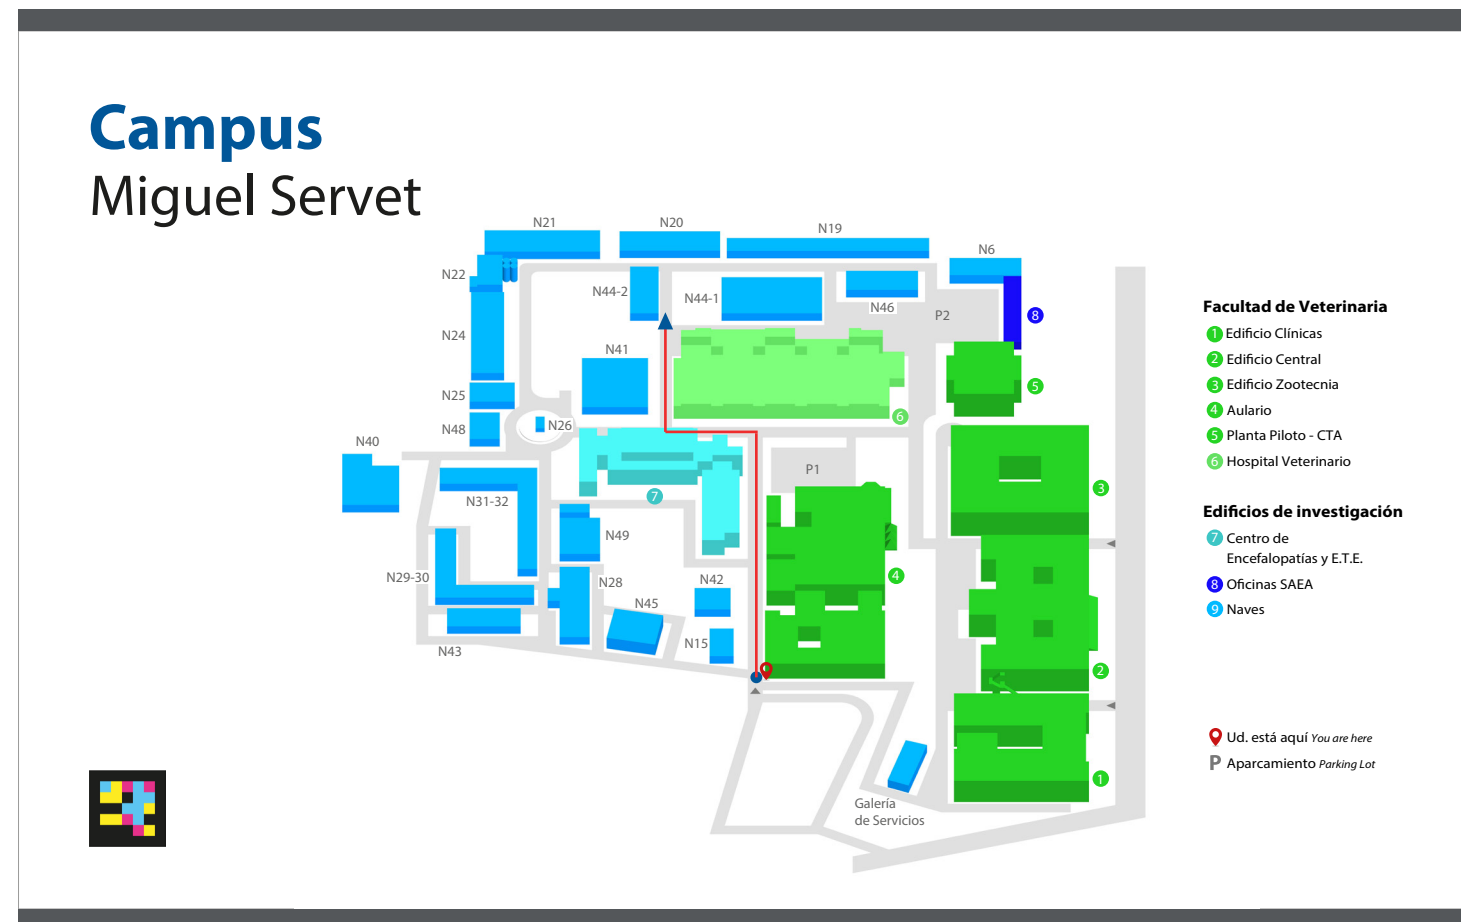 Campus
Miguel Servet
N21
N20
N19
N6
N22
N44-2
N44-1
N46
P2
8
N24
N41
5
N25
6
N48
N26
N40
P1
N31-32
7
3
N49
N29-30
N28
N42
4
N45
N15
N43
2
1
Galería
de Servicios
Facultad de Veterinaria
1 Edificio Clínicas
2 Edificio Central
3 Edificio Zootecnia
4 Aulario
5 Planta Piloto - CTA
6 Hospital Veterinario
Edificios de investigación
7 Centro de
Encefalopatías y E.T.E.
8 Oficinas SAEA
9 Naves
Ud. está aquí You are here
P Aparcamiento Parking Lot